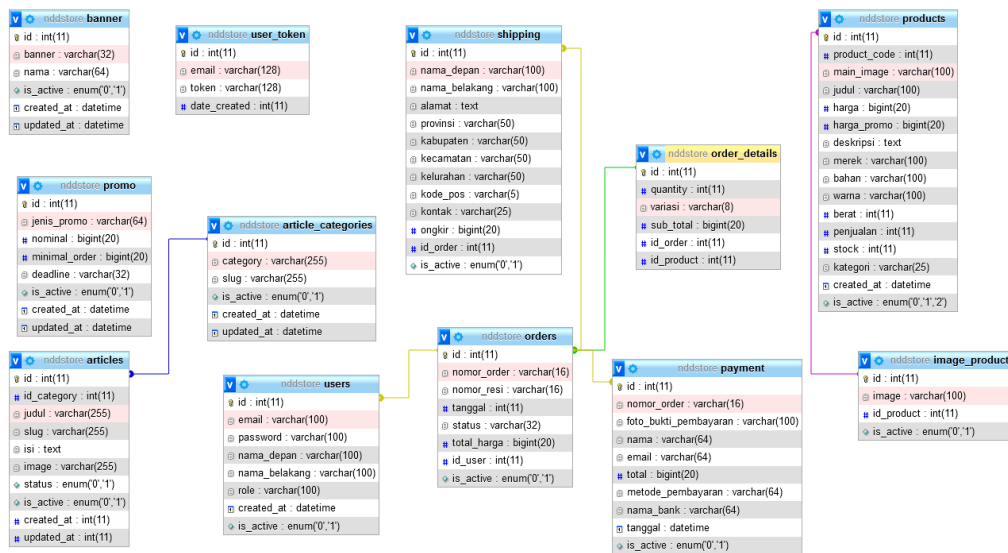 nddstore banner
id : int(11)
banner : varchar(32)
nama : varchar(64)
is_active : enum('0','1')
created_at : datetime
updated_at : datetime
nddstore user_token
id : int(11)
email : varchar(128)
token : varchar(128)
date_created : int(11)
nddstore shipping
id : int(11)
nama_depan : varchar(100)
nama_belakang : varchar(100)
alamat : text
provinsi : varchar(50)
kabupaten : varchar(50)
kecamatan : varchar(50)
kelurahan : varchar(50)
kode_pos : varchar(5)
kontak : varchar(25)
ongkir : bigint(20)
id_order : int(11)
is_active : enum('0','1')
nddstore products
id : int(11)
product_code : int(11)
main_image : varchar(100)
judul : varchar(100)
harga : bigint(20)
harga_promo : bigint(20)
deskripsi : text
merek : varchar(100)
bahan : varchar(100)
warna : varchar(100)
berat : int(11)
penjualan : int(11)
stock : int(11)
kategori : varchar(25)
created_at : datetime
is_active : enum('0','1','2')
nddstore order_details
id : int(11)
quantity : int(11)
variasi : varchar(8)
sub_total : bigint(20)
id_order : int(11)
id_product : int(11)
nddstore promo
id : int(11)
jenis_promo : varchar(64)
nominal : bigint(20)
minimal_order : bigint(20)
deadline : varchar(32)
is_active : enum('0','1')
created_at : datetime
updated_at : datetime
nddstore article_categories
id : int(11)
category : varchar(255)
slug : varchar(255)
is_active : enum('0','1')
created_at : datetime
updated_at : datetime
nddstore articles
id : int(11)
id_category : int(11)
judul : varchar(255)
slug : varchar(255)
isi : text
image : varchar(255)
status : enum('0','1')
is_active : enum('0','1')
created_at : int(11)
updated_at : int(11)
nddstore users
id : int(11)
email : varchar(100)
password : varchar(100)
nama_depan : varchar(100)
nama_belakang : varchar(100)
role : varchar(100)
created_at : datetime
is_active : enum('0','1')
nddstore orders
id : int(11)
nomor_order : varchar(16)
nomor_resi : varchar(16)
tanggal : int(11)
status : varchar(32)
total_harga : bigint(20)
id_user : int(11)
is_active : enum('0','1')
nddstore payment
id : int(11)
nomor_order : varchar(16)
foto_bukti_pembayaran : varchar(100)
nama : varchar(64)
email : varchar(64)
total : bigint(20)
metode_pembayaran : varchar(64)
nama_bank : varchar(64)
tanggal : datetime
is_active : enum('0','1')
nddstore image_product
id : int(11)
image : varchar(100)
id_product : int(11)
is_active : enum('0','1')